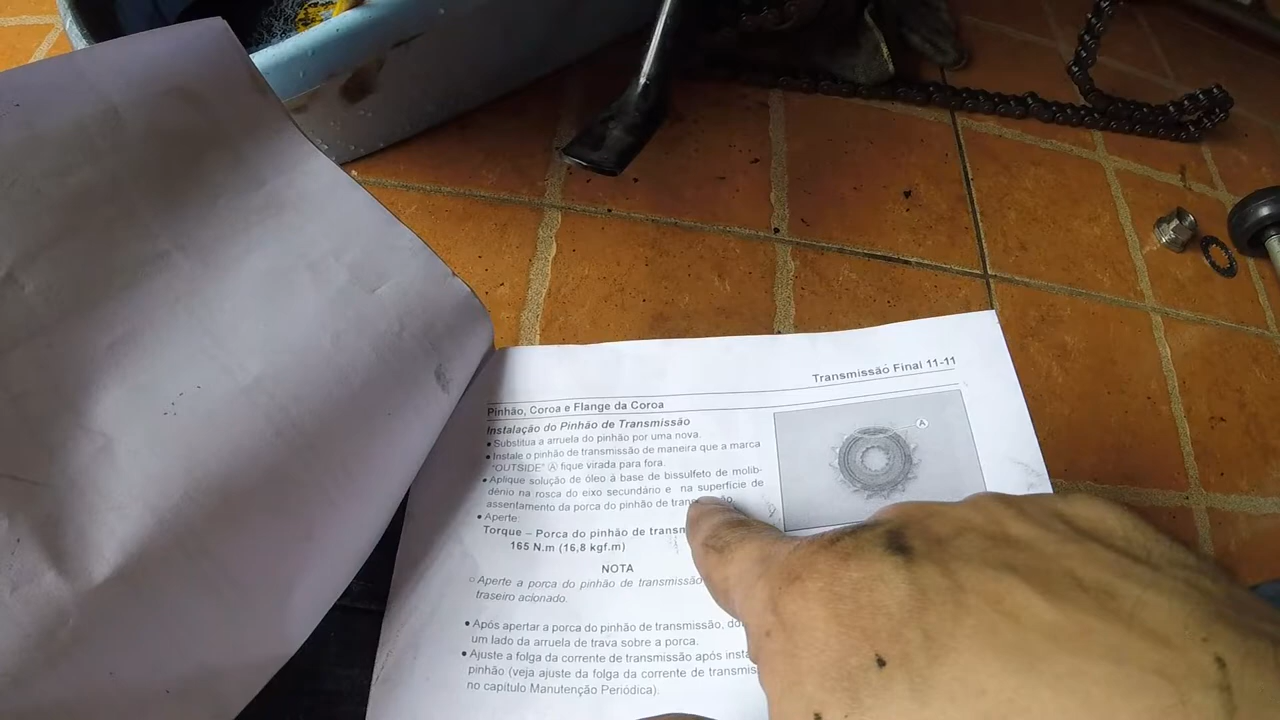 Transmissão Final 11-11
Pinhão, Coroa e Flange da Coroa
Instalação do Pinhão de Transmissão
• Substitua a arruela do pinhão por uma nova.
• Instale o pinhão de transmissão de maneira que a marca
"OUTSIDE" Ⓐ fique virada para fora.
• Aplique solução de óleo à base de bissulfeto de molib-
dênio na rosca do eixo secundário e na superfície de
assentamento da porca do pinhão de
• Aperte:
Torque – Porca do pinhão de
165 N.m (16,8 kgf.m)
NOTA
○ Aperte a porca do pinhão de transmissão
traseiro acionado.
• Após apertar a porca do pinhão de transmissão,
um lado da arruela de trava sobre a porca.
• Ajuste a folga da corrente de transmissão após
pinhão (veja ajuste da folga da corrente de
no capítulo Manutenção Periódica).
A